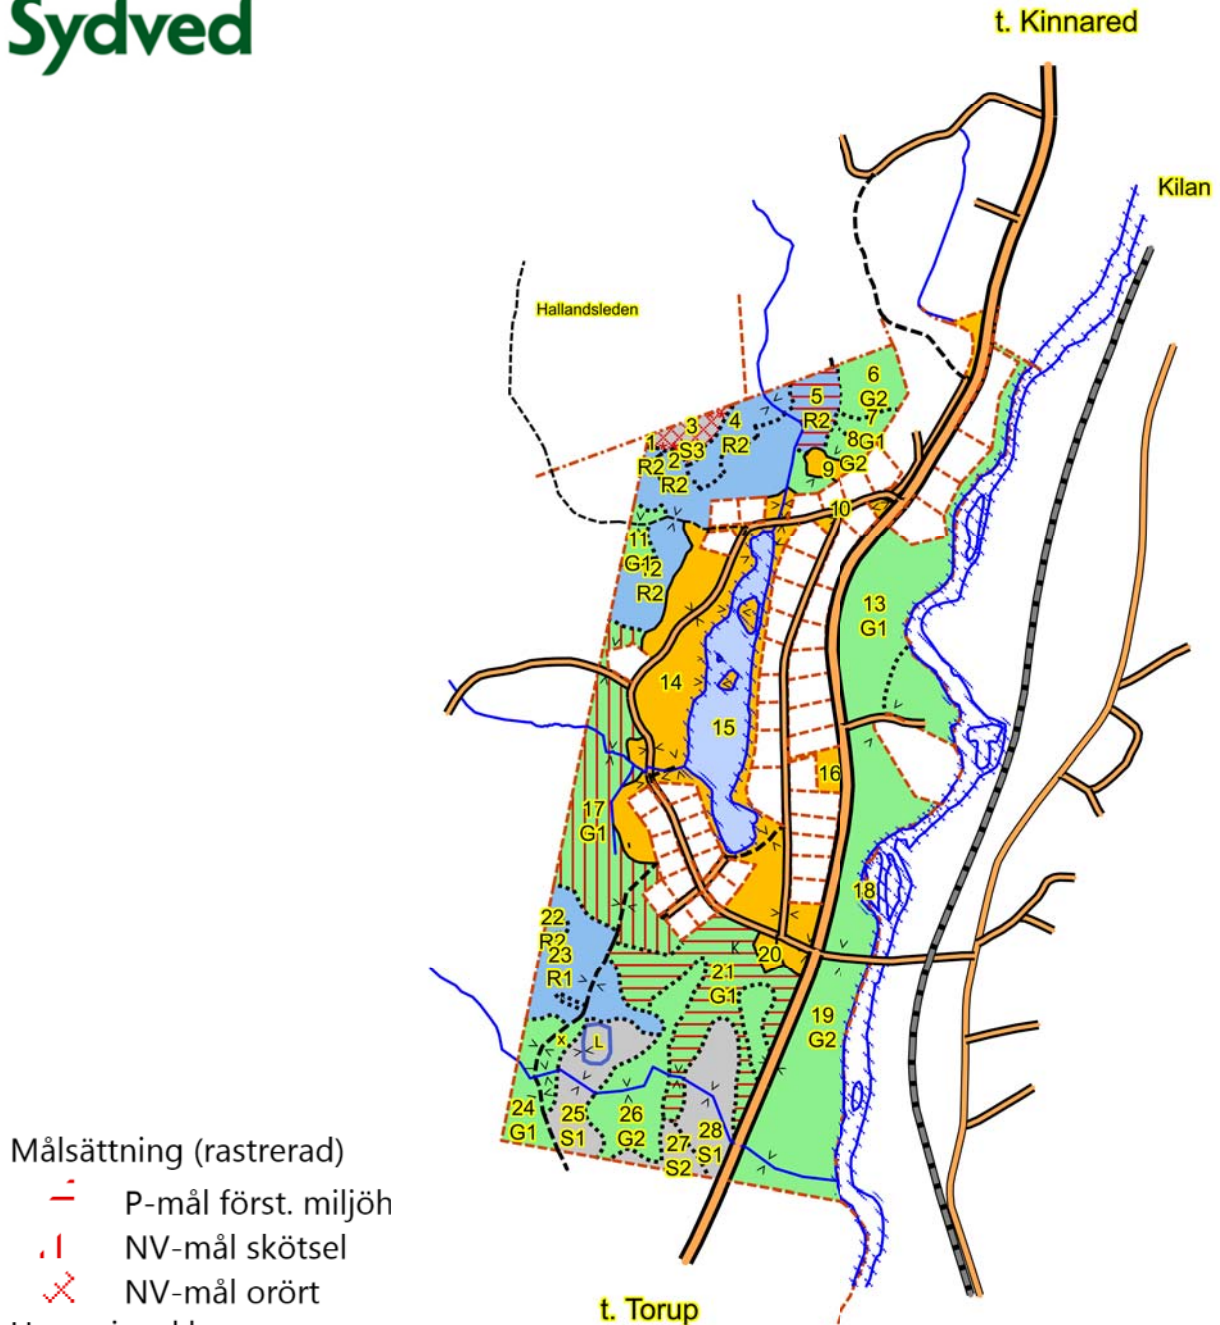 Sydved
t. Kinnared
Kilan
Hallandsleden
6
G2
5
R2
7
3
4
1
S3
R2
8G1
R2
2
R2
9
G2
10
11
G1
12
R2
13
G1
14
15
16
17
G1
18
22
R2
23
R1
20
21
G1
19
G2
K
x
L
24
G1
25
S1
26
G2
27
S2
28
S1
Målsättning (rastrerad)
P-mål först. miljöh
NV-mål skötsel
NV-mål orört
t. Torup